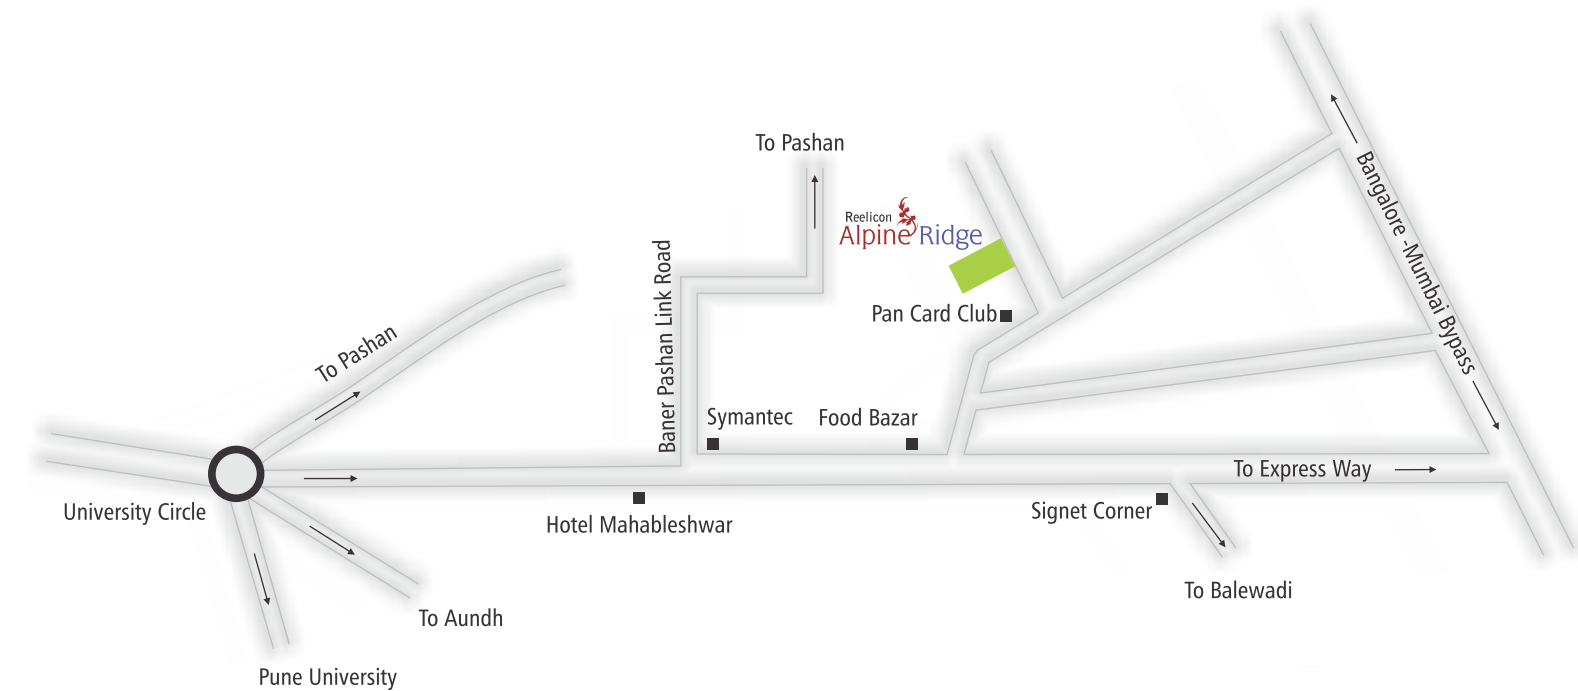 To Pashan
Reelicon
Alpine Ridge
Bangalore -Mumbai Bypass
Baner Pashan Link Road
Pan Card Club
To Pashan
Symantec
Food Bazar
To Express Way
University Circle
Hotel Mahableshwar
Signet Corner
To Balewadi
To Aundh
Pune University